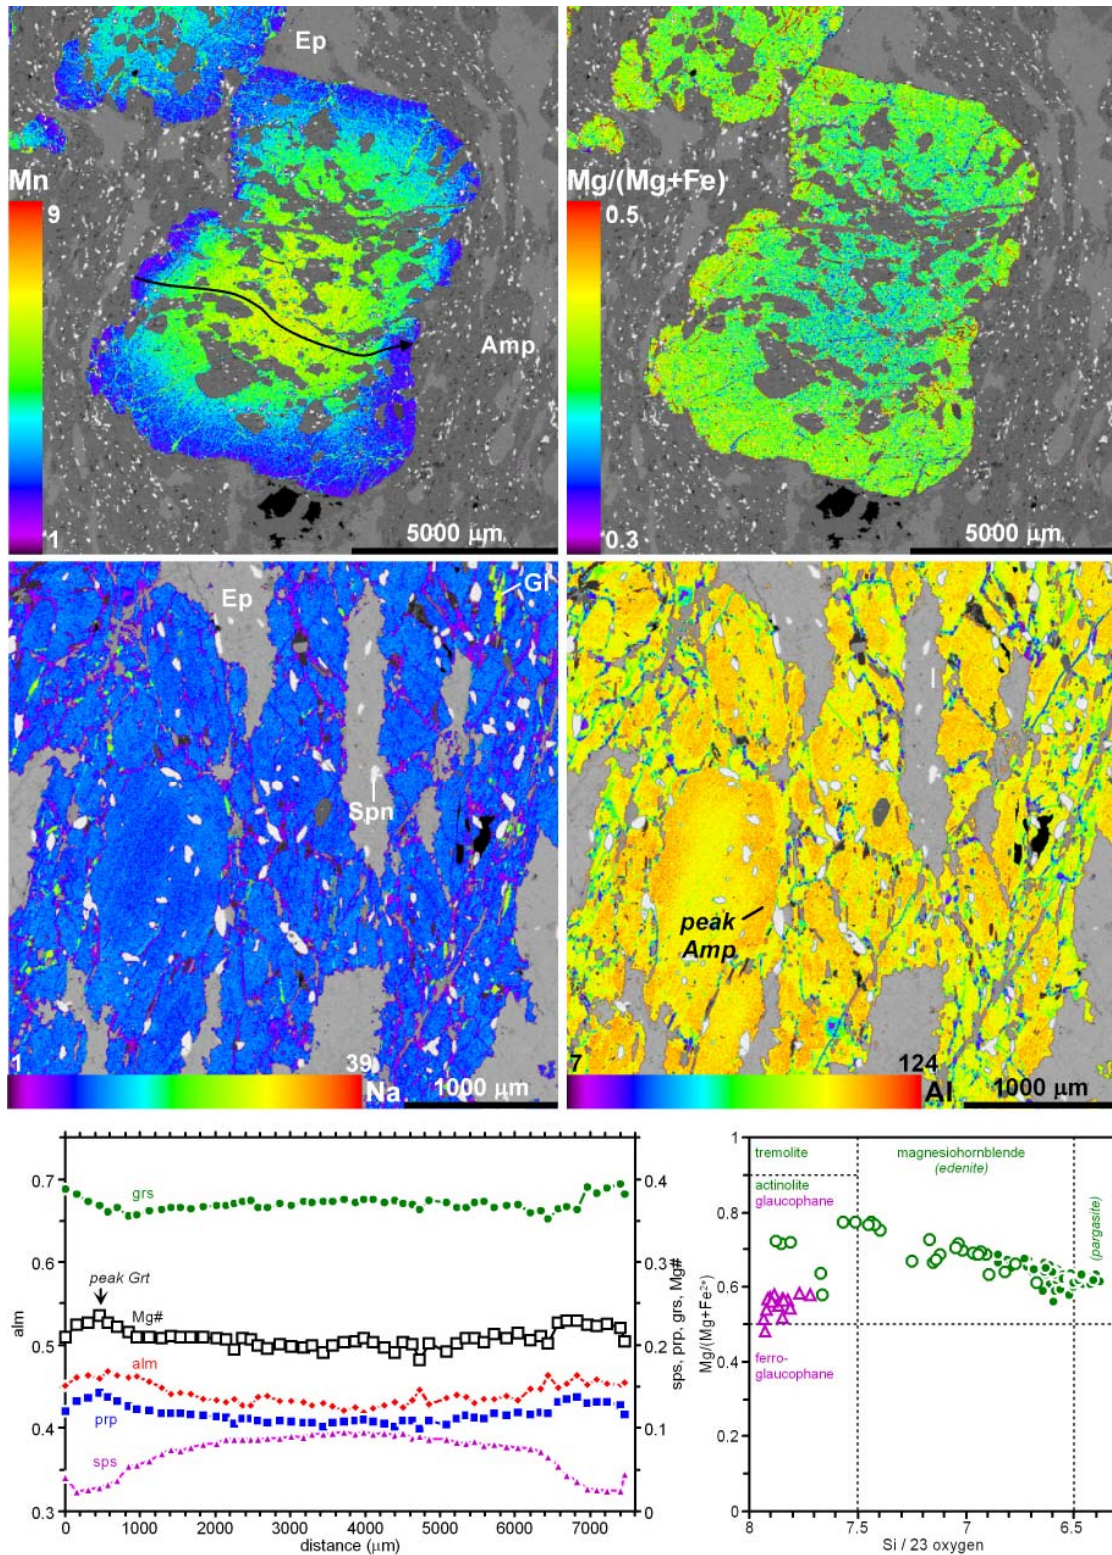 Ep
Mn
9
Amp
1
5000 μm
Mg/(Mg+Fe)
0.5
0.3
5000 μm
Ep
Gl
Spn
1
39
Na
1000 μm
peak
Amp
7
124
Al
1000 μm
0.7
0.6
0.5
0.4
0.3
alm
grs
peak Grt
Mg#
alm
prp
sps
0.4
0.3
0.2
0.1
0
sps, prp, grs, Mg#
0 1000 2000 3000 4000 5000 6000 7000
distance (μm)
1
0.8
0.6
0.4
0.2
0
Mg/(Mg+Fe²⁺)
tremolite
magnesiohornblende
(edenite)
actinolite
glaucophane
(pargasite)
ferro-
glaucophane
8 7.5 7 6.5
Si / 23 oxygen